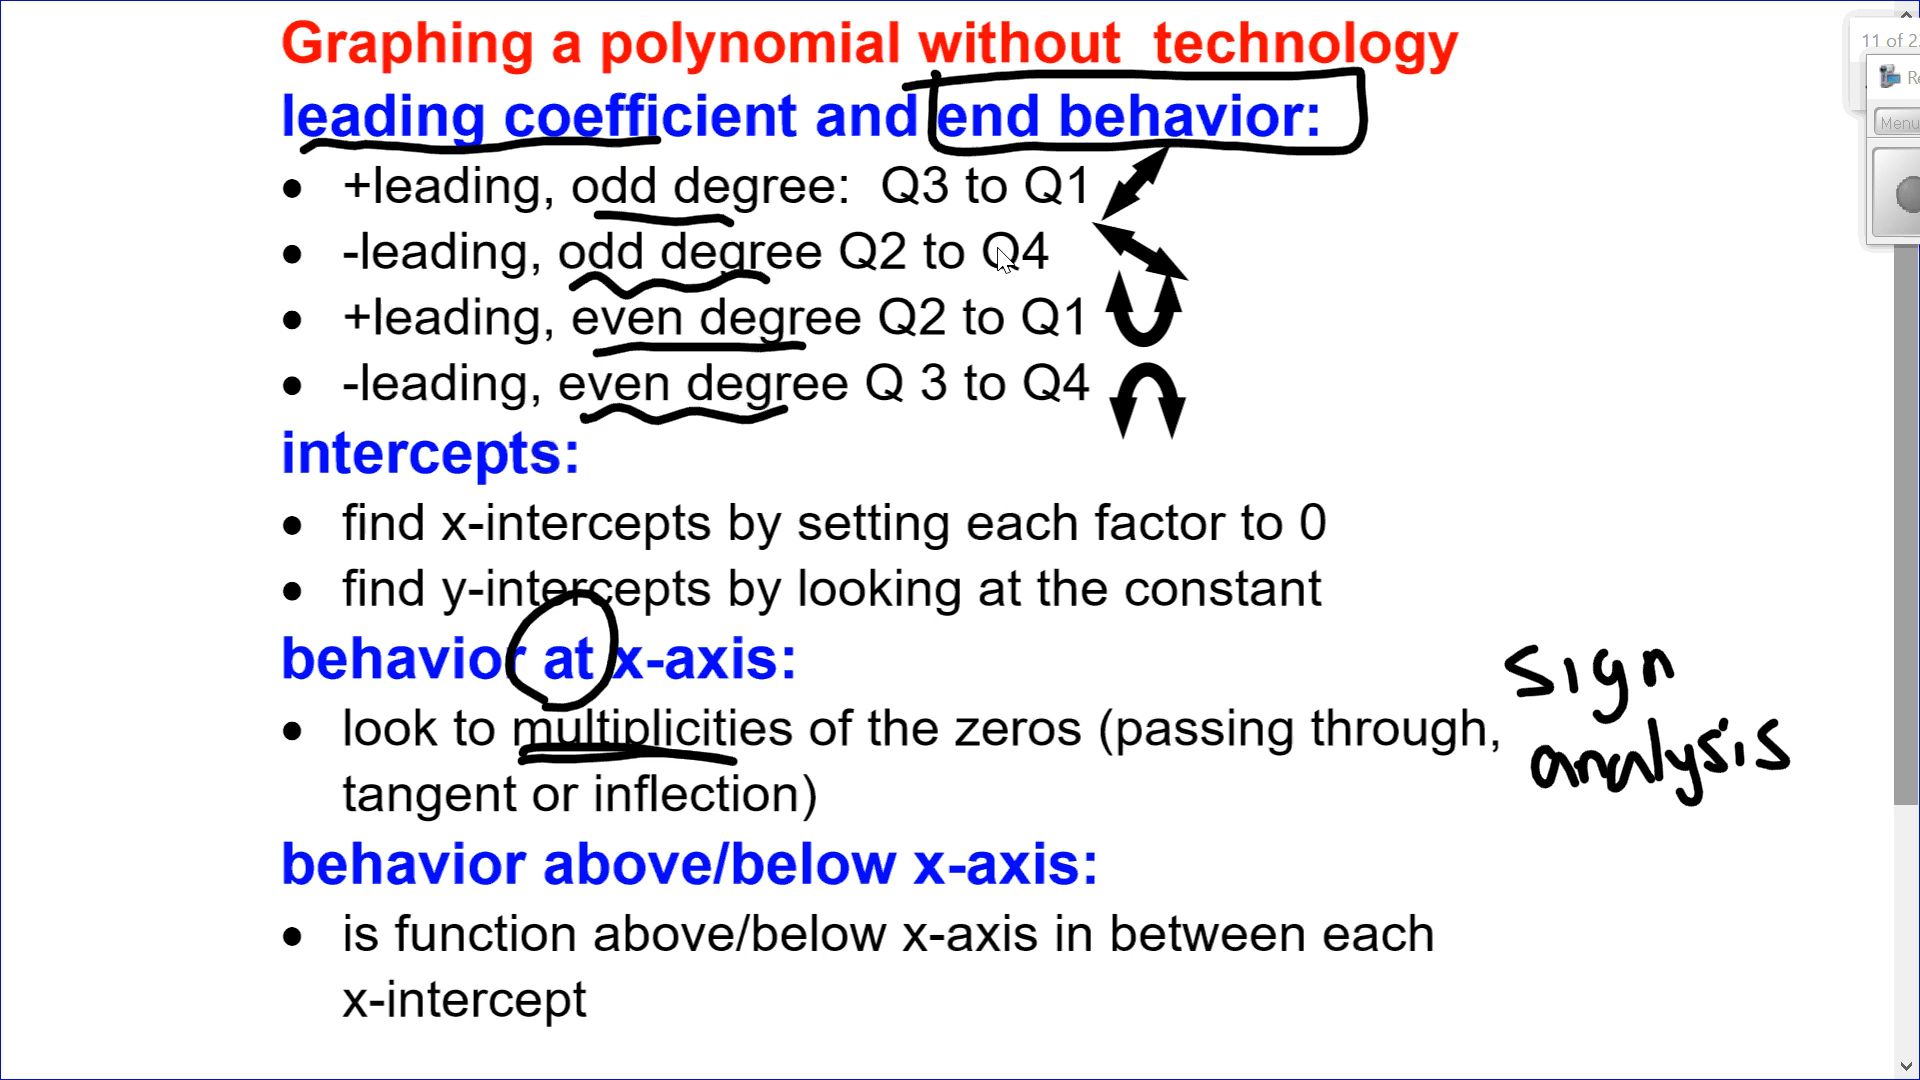 Graphing a polynomial without technology
11 of 2
leading coefficient and end behavior:
Re
Menu
• +leading, odd degree: Q3 to Q1
• -leading, odd degree Q2 to Q4
• +leading, even degree Q2 to Q1
• -leading, even degree Q 3 to Q4
intercepts:
• find x-intercepts by setting each factor to 0
• find y-intercepts by looking at the constant
behavior at x-axis:
sign
• look to multiplicities of the zeros (passing through,
analysis
tangent or inflection)
behavior above/below x-axis:
• is function above/below x-axis in between each
x-intercept